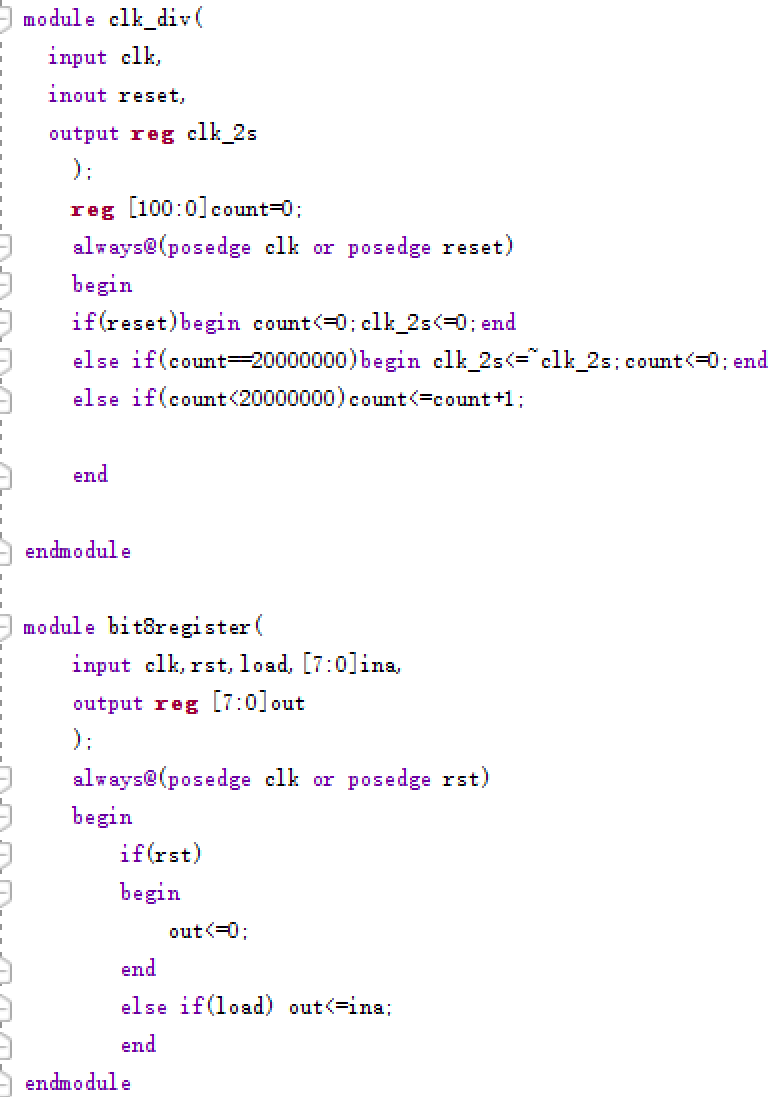 module clk_div(
input clk,
inout reset,
output reg clk_2s
);
reg [100:0]count=0;
always@(posedge clk or posedge reset)
begin
if(reset)begin count<=0;clk_2s<=0;end
else if(count==20000000)begin clk_2s<=~clk_2s;count<=0;end
else if(count<20000000)count<=count+1;
end
endmodule
module bit8register(
input clk,rst,load,[7:0]ina,
output reg [7:0]out
);
always@(posedge clk or posedge rst)
begin
if(rst)
begin
out<=0;
end
else if(load) out<=ina;
end
endmodule